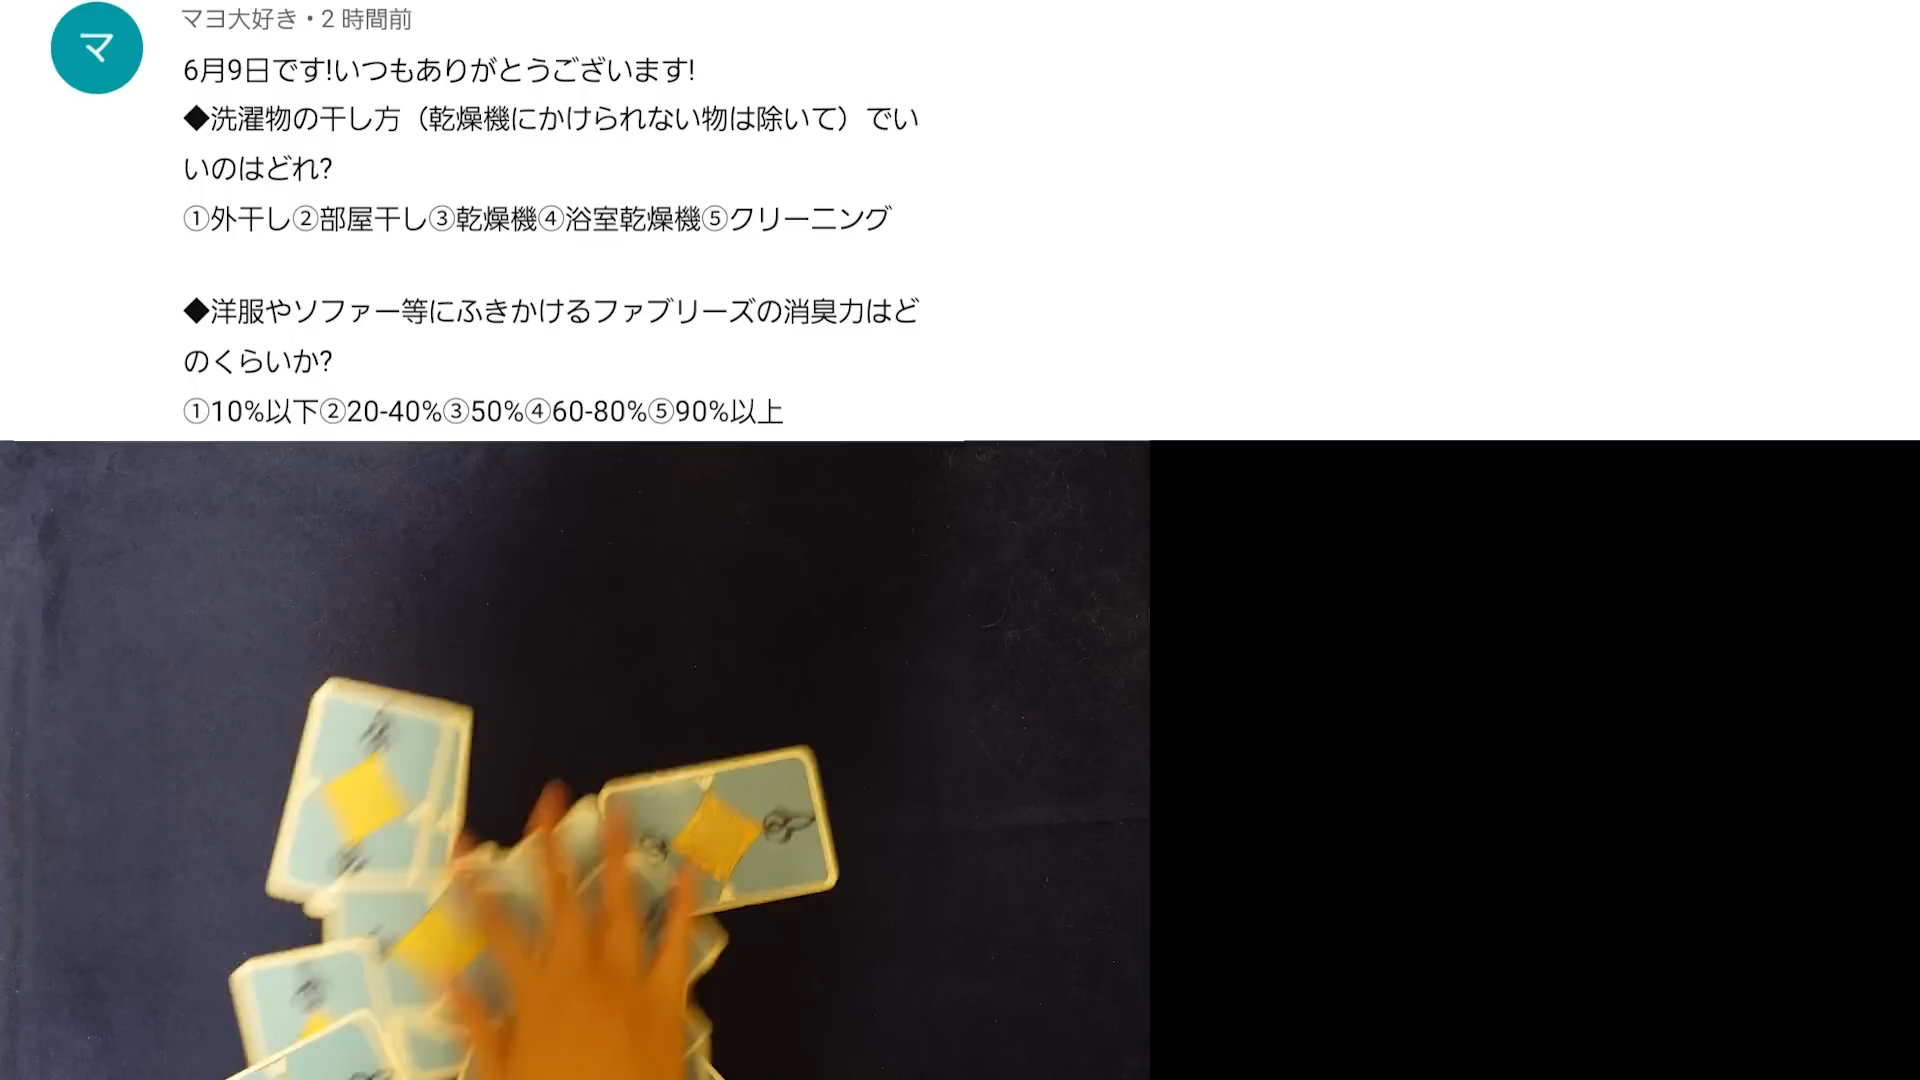 マ
マヨ大好き・2 時間前
6月9日です!いつもありがとうございます!
◆洗濯物の干し方（乾燥機にかけられない物は除いて）でい
いのはどれ?
①外干し②部屋干し③乾燥機④浴室乾燥機⑤クリーニング
◆洋服やソファー等にふきかけるファブリーズの消臭力はど
のくらいか?
①10%以下②20-40%③50%④60-80%⑤90%以上